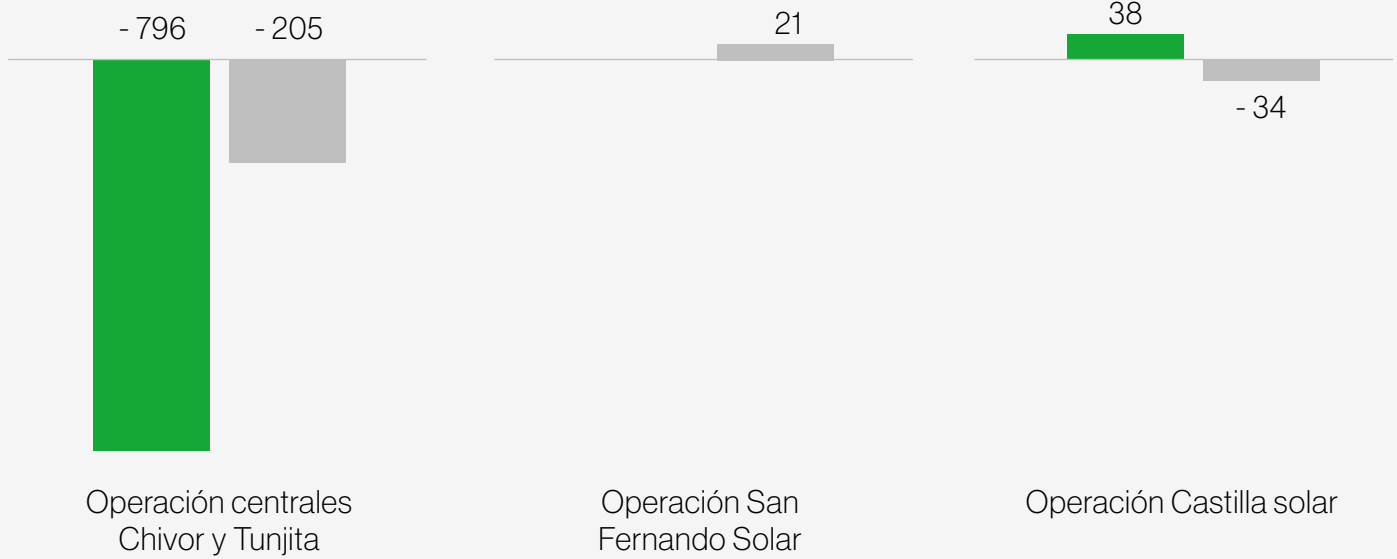 - 796
- 205
21
38
- 34
Operación centrales
Chivor y Tunjita
Operación San
Fernando Solar
Operación Castilla solar